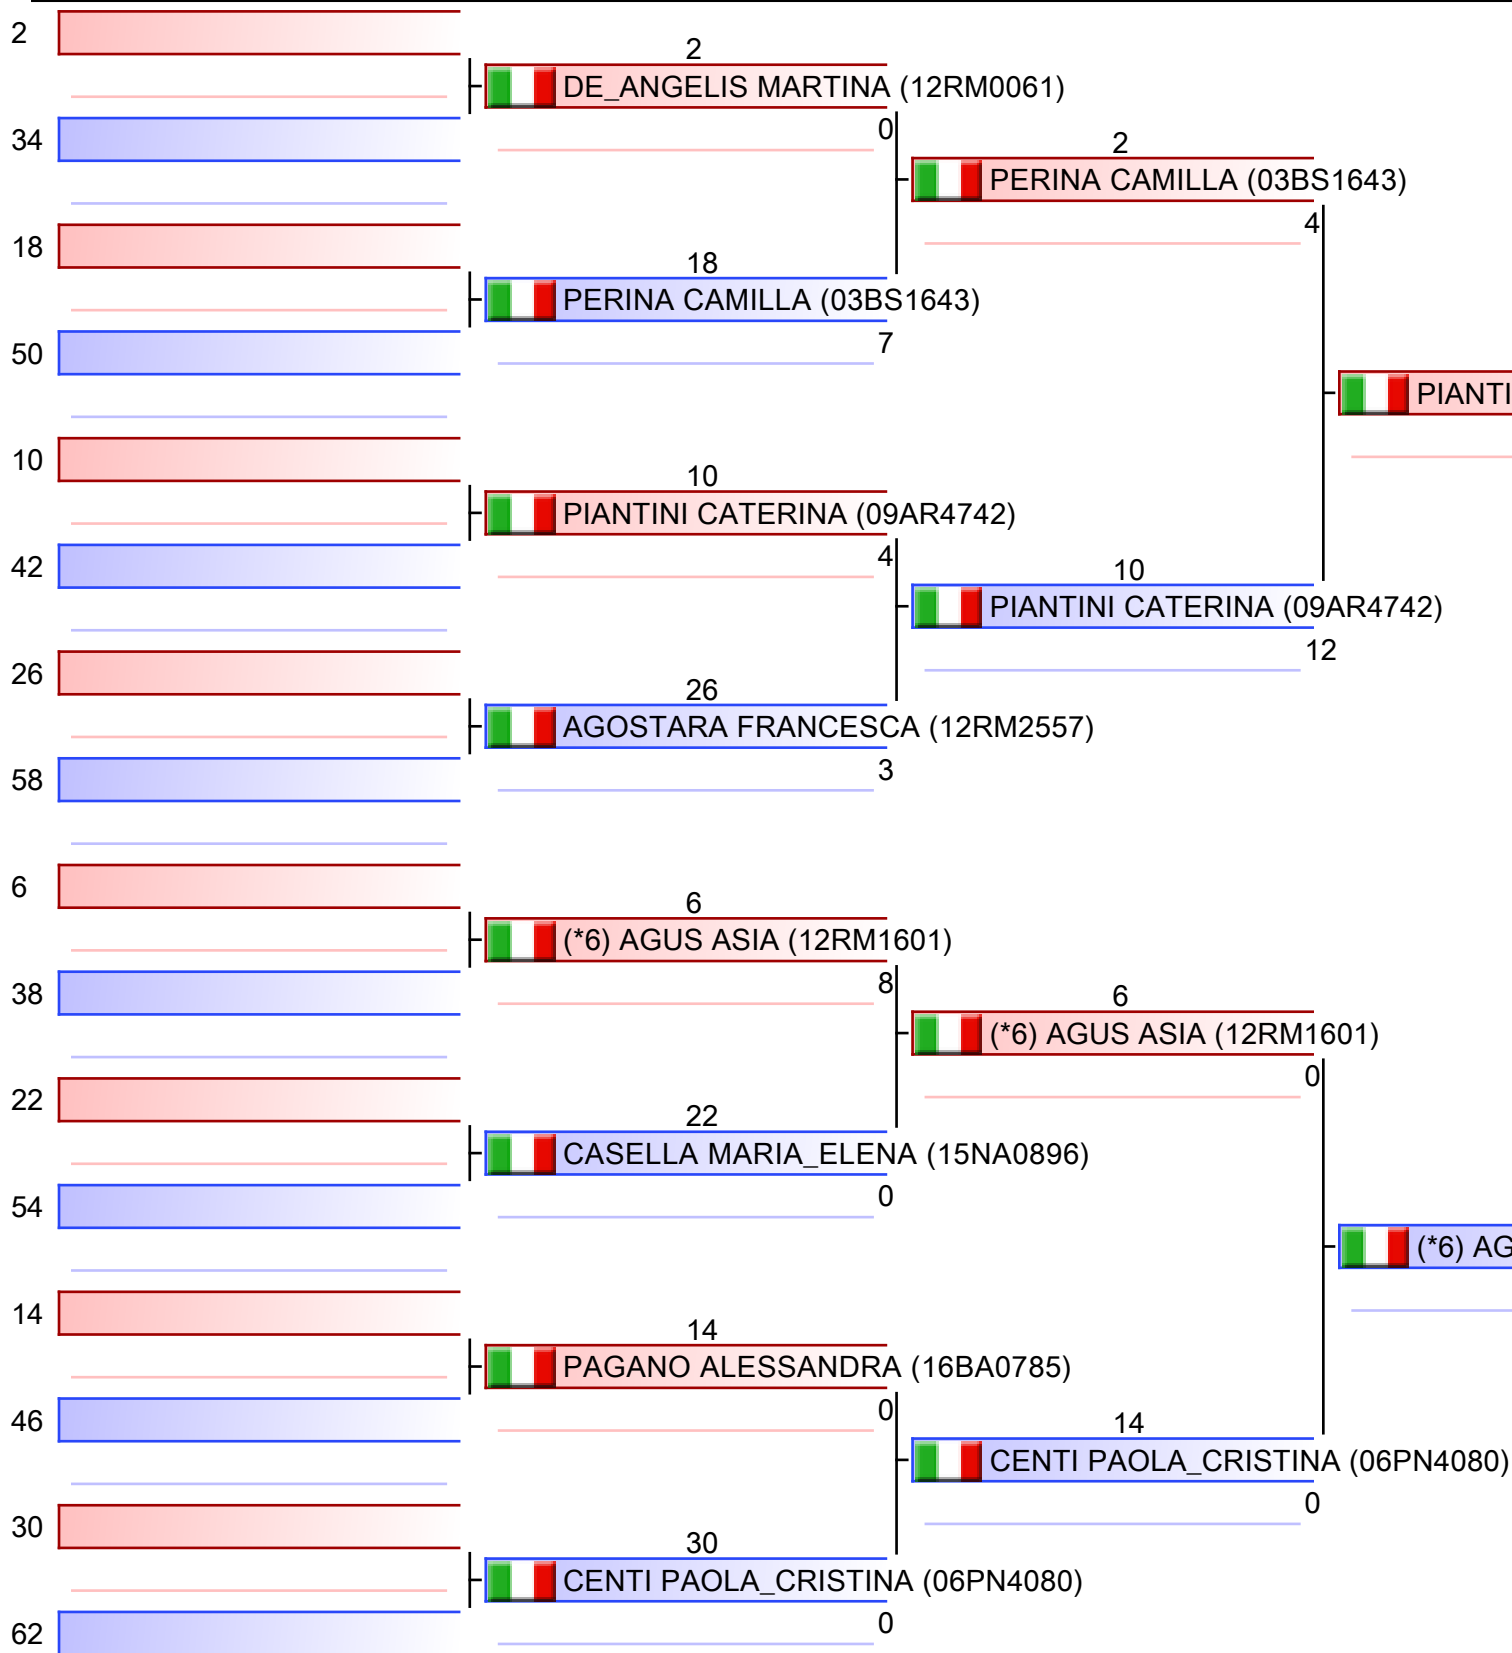 2
2
DE_ANGELIS MARTINA (12RM0061)
0
34
2
PERINA CAMILLA (03BS1643)
4
18
18
PERINA CAMILLA (03BS1643)
7
50
PIANTI
10
10
PIANTINI CATERINA (09AR4742)
4
42
10
PIANTINI CATERINA (09AR4742)
12
26
26
AGOSTARA FRANCESCA (12RM2557)
3
58
6
6
(*6) AGUS ASIA (12RM1601)
8
38
6
(*6) AGUS ASIA (12RM1601)
0
22
22
CASELLA MARIA_ELENA (15NA0896)
0
54
(*6) AG
14
14
PAGANO ALESSANDRA (16BA0785)
0
46
14
CENTI PAOLA_CRISTINA (06PN4080)
0
30
30
CENTI PAOLA_CRISTINA (06PN4080)
0
62